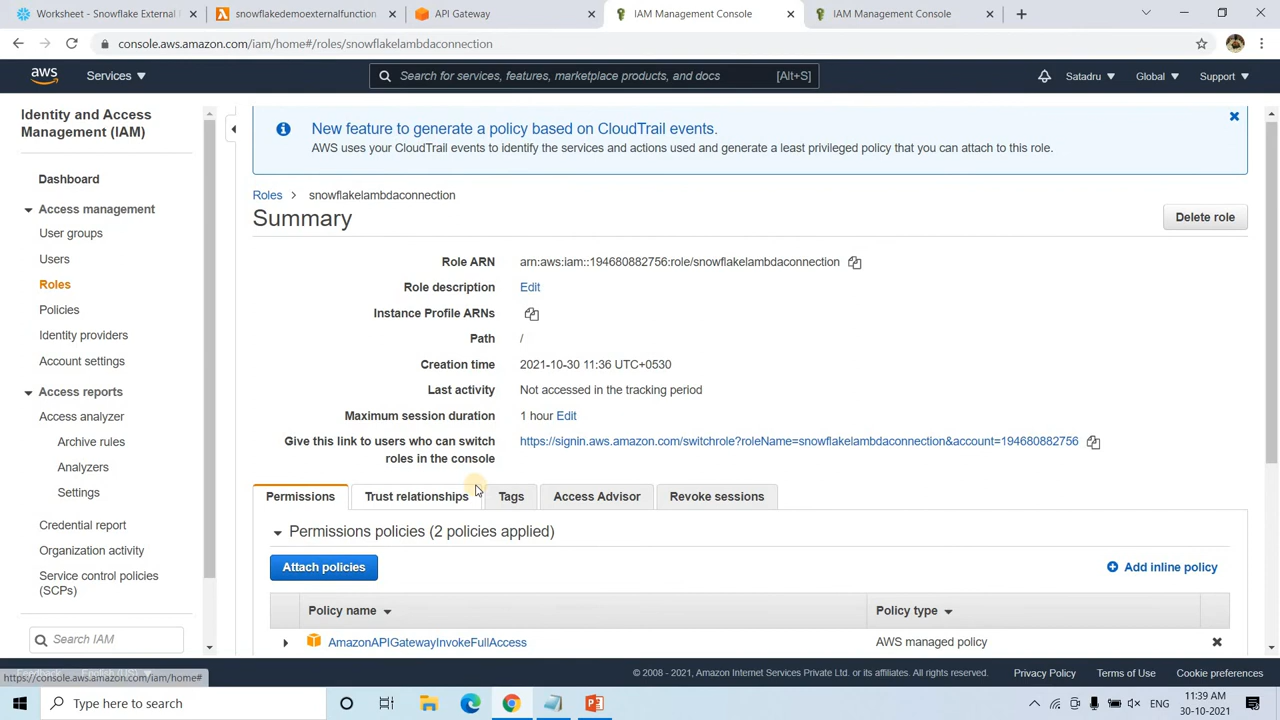 Worksheet - Snowflake External
snowflakedemoexternalfunction
API Gateway
IAM Management Console
IAM Management Console
console.aws.amazon.com/iam/home#/roles/snowflakelambdaconnection
aws
Services
Search for services, features, marketplace products, and docs
[Alt+S]
Satadru
Global
Support
Identity and Access
Management (IAM)
Dashboard
Access management
User groups
Users
Roles
Policies
Identity providers
Account settings
Access reports
Access analyzer
Archive rules
Analyzers
Settings
Credential report
Organization activity
Service control policies
(SCPs)
Search IAM
New feature to generate a policy based on CloudTrail events.
AWS uses your CloudTrail events to identify the services and actions used and generate a least privileged policy that you can attach to this role.
Roles > snowflakelambdaconnection
Summary
Delete role
Role ARN arn:aws:iam::194680882756:role/snowflakelambdaconnection
Role description Edit
Instance Profile ARNs
Path /
Creation time 2021-10-30 11:36 UTC+0530
Last activity Not accessed in the tracking period
Maximum session duration 1 hour Edit
Give this link to users who can switch https://signin.aws.amazon.com/switchrole?roleName=snowflakelambdaconnection&account=194680882756
roles in the console
Permissions
Trust relationships
Tags
Access Advisor
Revoke sessions
Permissions policies (2 policies applied)
Attach policies
Add inline policy
Policy name
Policy type
AmazonAPIGatewayInvokeFullAccess
AWS managed policy
Feedback English (US)
https://console.aws.amazon.com/iam/home#
© 2008 - 2021, Amazon Internet Services Private Ltd. or its affiliates. All rights reserved.
Privacy Policy
Terms of Use
Cookie preferences
Type here to search
ENG
11:39 AM
30-10-2021